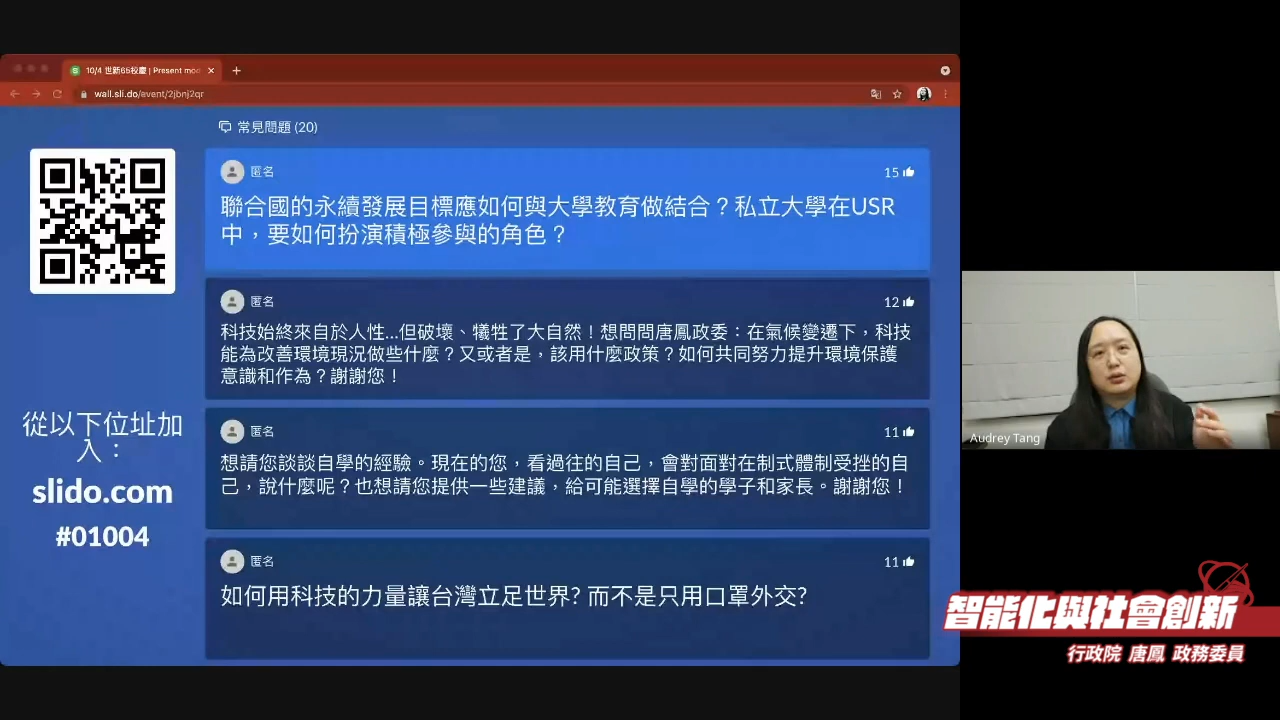 10/4 世新65校慶 | Present mod
wall.sli.do/event/2jbnj2qr
常見問題 (20)
匿名
15
聯合國的永續發展目標應如何與大學教育做結合？私立大學在USR
中，要如何扮演積極參與的角色？
匿名
12
科技始終來自於人性...但破壞、犧牲了大自然！想問問唐鳳政委：在氣候變遷下，科技
能為改善環境現況做些什麼？又或者是，該用什麼政策？如何共同努力提升環境保護
意識和作為？謝謝您！
匿名
11
想請您談談自學的經驗。現在的您，看過往的自己，會對面對在制式體制受挫的自
己，說什麼呢？也想請您提供一些建議，給可能選擇自學的學子和家長。謝謝您！
匿名
11
如何用科技的力量讓台灣立足世界? 而不是只用口罩外交?
從以下位址加
入：
slido.com
#01004
Audrey Tang
智能化與社會創新
行政院 唐鳳 政務委員